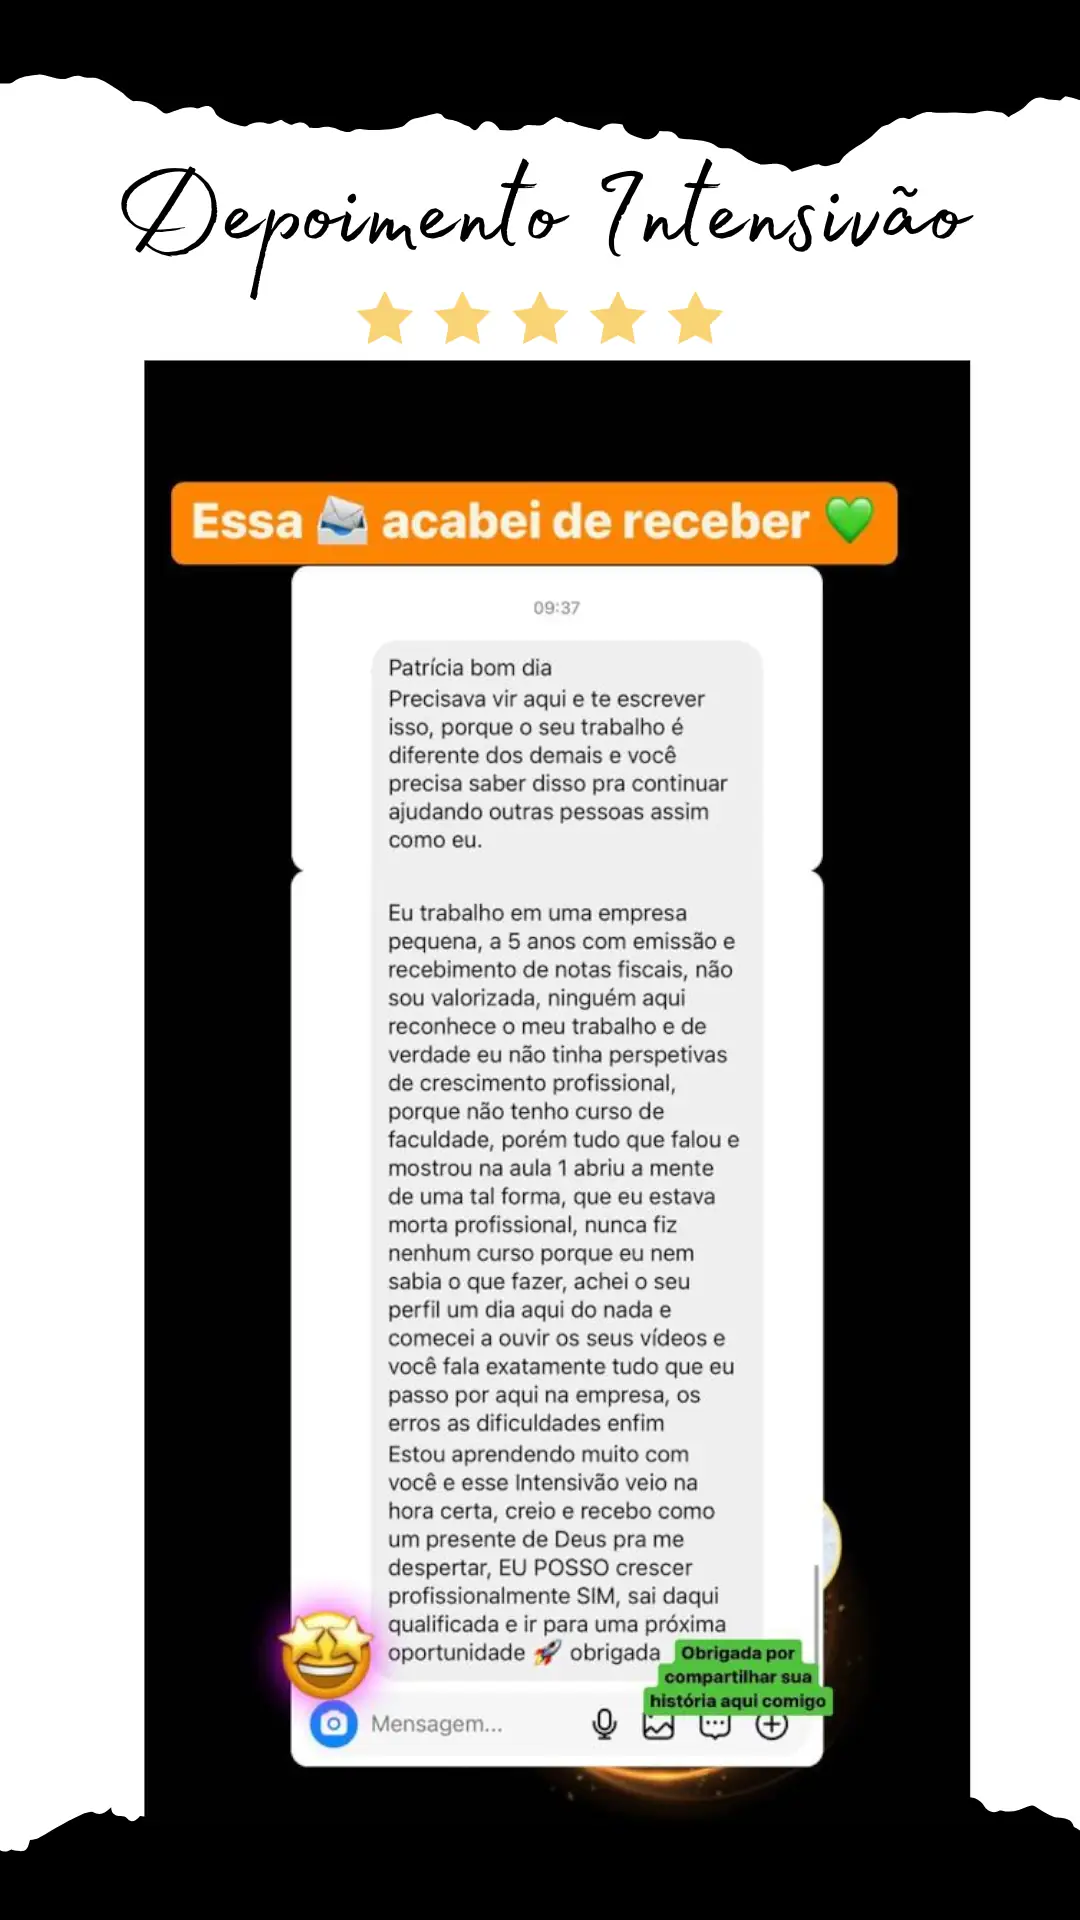 Depoimento Intensivão
Essa 📨 acabei de receber 💚
09:37
Patrícia bom dia
Precisava vir aqui e te escrever
isso, porque o seu trabalho é
diferente dos demais e você
precisa saber disso pra continuar
ajudando outras pessoas assim
como eu.
Eu trabalho em uma empresa
pequena, a 5 anos com emissão e
recebimento de notas fiscais, não
sou valorizada, ninguém aqui
reconhece o meu trabalho e de
verdade eu não tinha perspetivas
de crescimento profissional,
porque não tenho curso de
faculdade, porém tudo que falou e
mostrou na aula 1 abriu a mente
de uma tal forma, que eu estava
morta profissional, nunca fiz
nenhum curso porque eu nem
sabia o que fazer, achei o seu
perfil um dia aqui do nada e
comecei a ouvir os seus vídeos e
você fala exatamente tudo que eu
passo por aqui na empresa, os
erros as dificuldades enfim
Estou aprendendo muito com
você e esse Intensivão veio na
hora certa, creio e recebo como
um presente de Deus pra me
despertar, EU POSSO crescer
profissionalmente SIM, sai daqui
qualificada e ir para uma próxima
oportunidade 🚀 obrigada
Obrigada por
compartilhar sua
história aqui comigo
Mensagem...